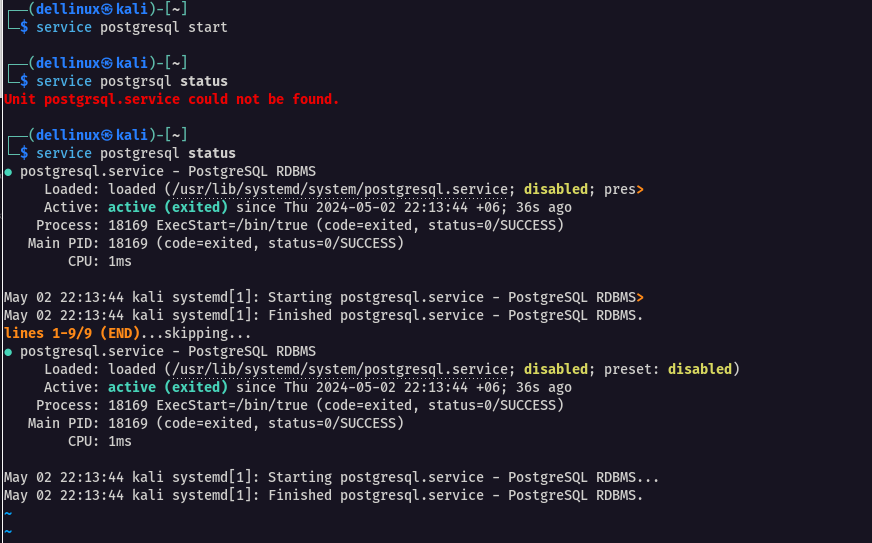 ┌──(dellinux㉿kali)-[~]
└─$ service postgresql start

┌──(dellinux㉿kali)-[~]
└─$ service postgrsql status
Unit postgrsql.service could not be found.

┌──(dellinux㉿kali)-[~]
└─$ service postgresql status
● postgresql.service - PostgreSQL RDBMS
     Loaded: loaded (/usr/lib/systemd/system/postgresql.service; disabled; pres>
     Active: active (exited) since Thu 2024-05-02 22:13:44 +06; 36s ago
    Process: 18169 ExecStart=/bin/true (code=exited, status=0/SUCCESS)
   Main PID: 18169 (code=exited, status=0/SUCCESS)
        CPU: 1ms

May 02 22:13:44 kali systemd[1]: Starting postgresql.service - PostgreSQL RDBMS>
May 02 22:13:44 kali systemd[1]: Finished postgresql.service - PostgreSQL RDBMS.
lines 1-9/9 (END)...skipping...
● postgresql.service - PostgreSQL RDBMS
     Loaded: loaded (/usr/lib/systemd/system/postgresql.service; disabled; preset: disabled)
     Active: active (exited) since Thu 2024-05-02 22:13:44 +06; 36s ago
    Process: 18169 ExecStart=/bin/true (code=exited, status=0/SUCCESS)
   Main PID: 18169 (code=exited, status=0/SUCCESS)
        CPU: 1ms

May 02 22:13:44 kali systemd[1]: Starting postgresql.service - PostgreSQL RDBMS...
May 02 22:13:44 kali systemd[1]: Finished postgresql.service - PostgreSQL RDBMS.
~
~